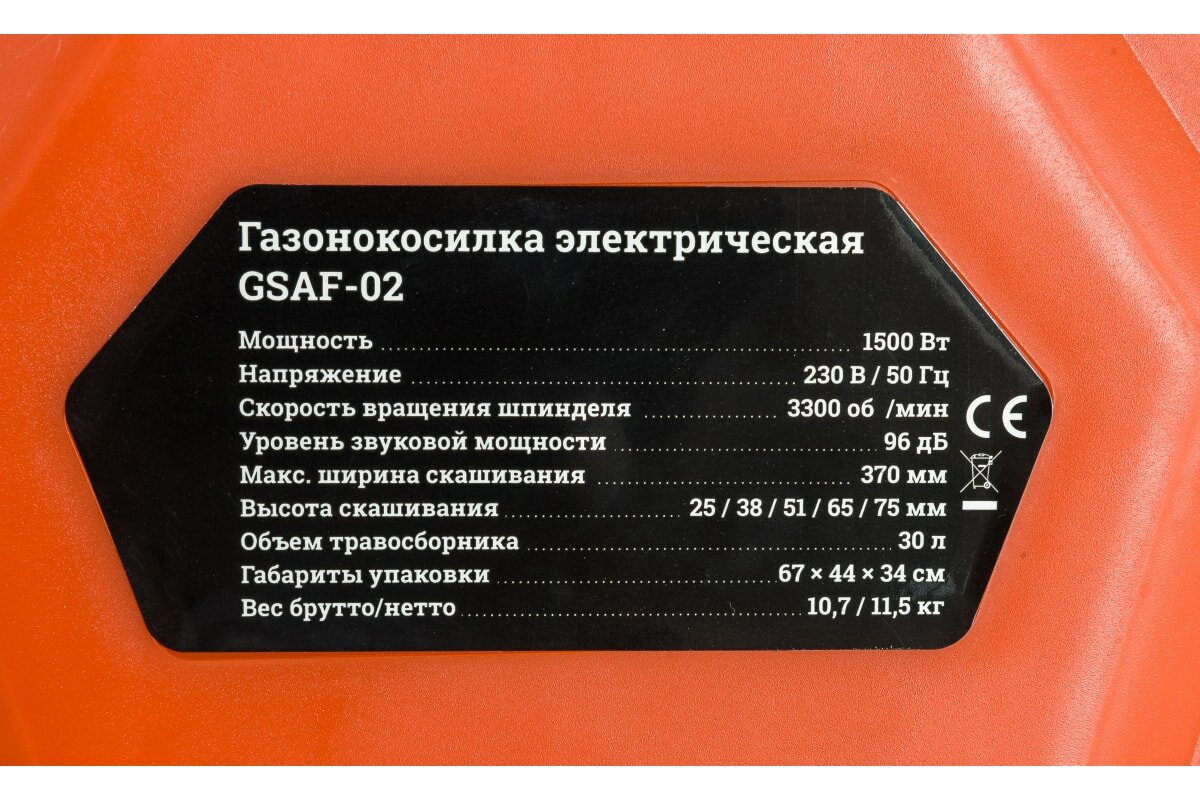 Газонокосилка электрическая
GSAF-02
Мощность 1500 Вт
Напряжение 230 В / 50 Гц
Скорость вращения шпинделя 3300 об /мин
Уровень звуковой мощности 96 дБ
Макс. ширина скашивания 370 мм
Высота скашивания 25 / 38 / 51 / 65 / 75 мм
Объем травосборника 30 л
Габариты упаковки 67 × 44 × 34 см
Вес брутто/нетто 10,7 / 11,5 кг
CE